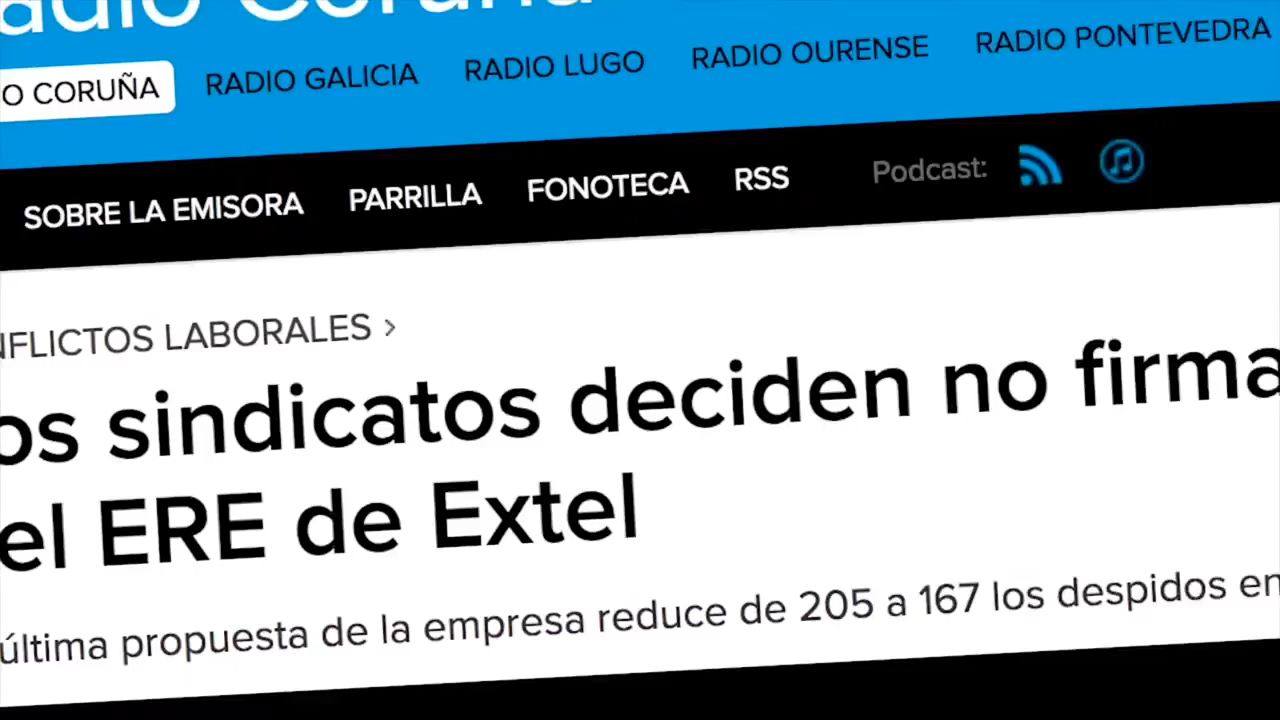 adio Coruña
O CORUÑA RADIO GALICIA RADIO LUGO RADIO OURENSE RADIO PONTEVEDRA
SOBRE LA EMISORA PARRILLA FONOTECA RSS Podcast:
NFLICTOS LABORALES >
os sindicatos deciden no firma
el ERE de Extel
última propuesta de la empresa reduce de 205 a 167 los despidos en